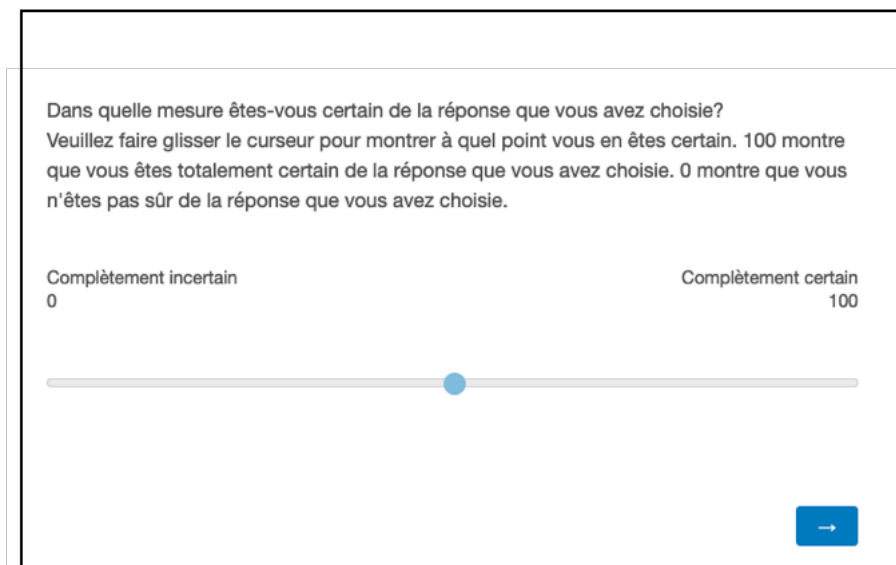 Dans quelle mesure êtes-vous certain de la réponse que vous avez choisie?
Veuillez faire glisser le curseur pour montrer à quel point vous en êtes certain. 100 montre
que vous êtes totalement certain de la réponse que vous avez choisie. 0 montre que vous
n'êtes pas sûr de la réponse que vous avez choisie.
Complètement incertain
0
Complètement certain
100
→